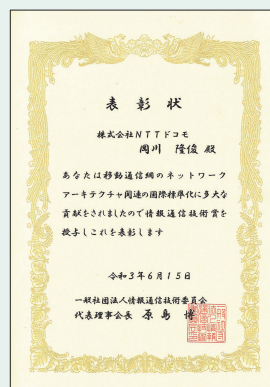 表彰状
株式会社NTTドコモ
岡川 隆俊 殿
あなたは移動通信網のネットワーク
アーキテクチャ関連の国際標準化に多大な
貢献をされましたので情報通信技術賞を
授与しこれを表彰します
令和3年6月15日
一般社団法人情報通信技術委員会
代表理事会長 原島 博